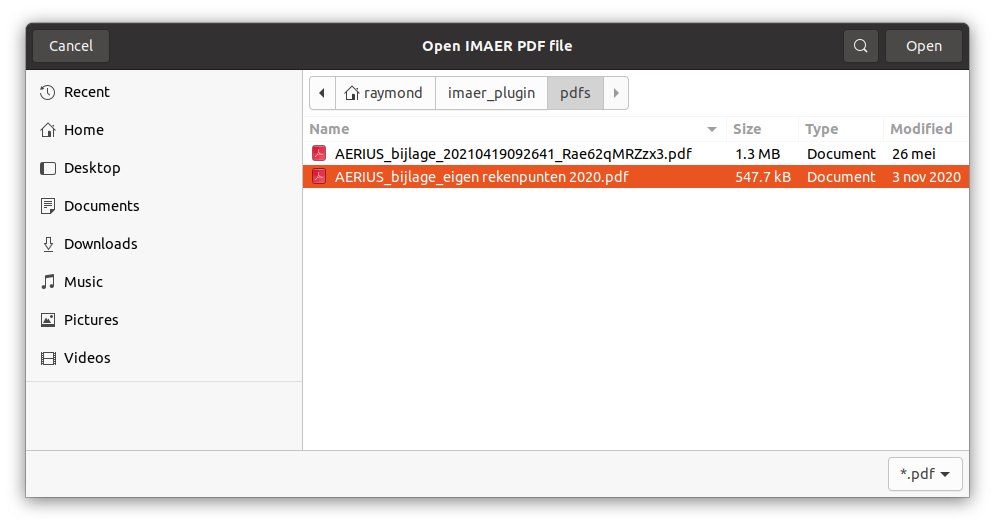 Cancel Open IMAER PDF file Open
Recent
Home
Desktop
Documents
Downloads
Music
Pictures
Videos
raymond imaer_plugin pdfs
Name Size Type Modified
AERIUS_bijlage_20210419092641_Rae62qMRZzx3.pdf 1.3 MB Document 26 mei
AERIUS_bijlage_eigen rekenpunten 2020.pdf 547.7 kB Document 3 nov 2020
*.pdf